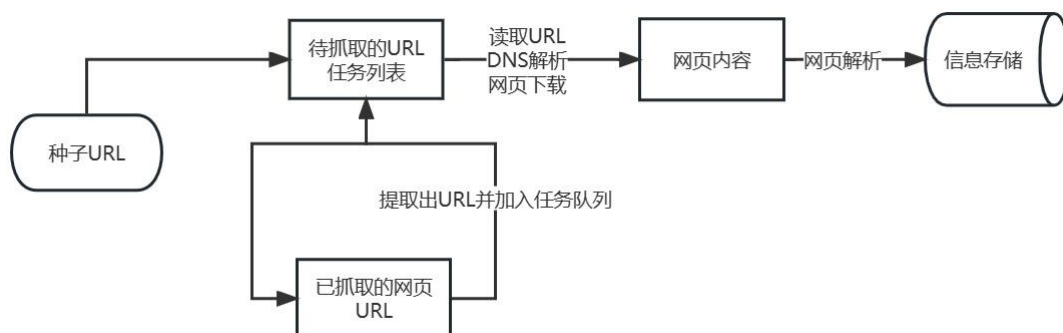 种子URL
待抓取的URL
任务列表
读取URL
DNS解析
网页下载
网页内容
网页解析
信息存储
提取出URL并加入任务队列
已抓取的网页
URL